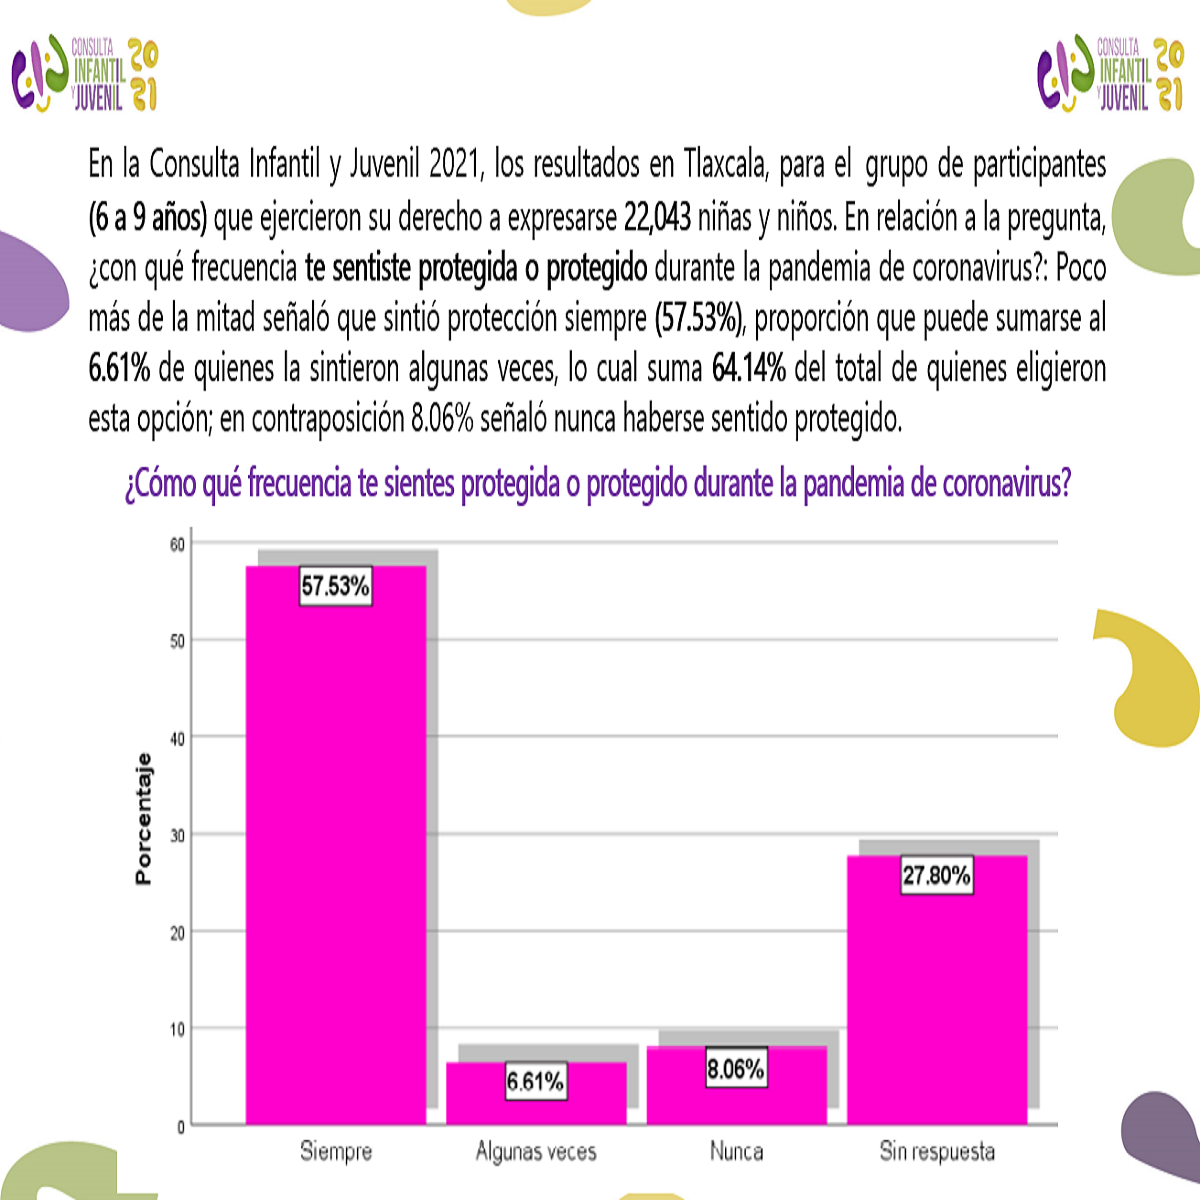 CONSULTA
INFANTIL
Y JUVENIL
2021
CONSULTA
INFANTIL
Y JUVENIL
2021
En la Consulta Infantil y Juvenil 2021, los resultados en Tlaxcala, para el grupo de participantes
(6 a 9 años) que ejercieron su derecho a expresarse 22,043 niñas y niños. En relación a la pregunta,
¿con qué frecuencia te sentiste protegida o protegido durante la pandemia de coronavirus?: Poco
más de la mitad señaló que sintió protección siempre (57.53%), proporción que puede sumarse al
6.61% de quienes la sintieron algunas veces, lo cual suma 64.14% del total de quienes eligieron
esta opción; en contraposición 8.06% señaló nunca haberse sentido protegido.
¿Cómo qué frecuencia te sientes protegida o protegido durante la pandemia de coronavirus?
Porcentaje
60
50
40
30
20
10
0
57.53%
6.61%
8.06%
27.80%
Siempre
Algunas veces
Nunca
Sin respuesta